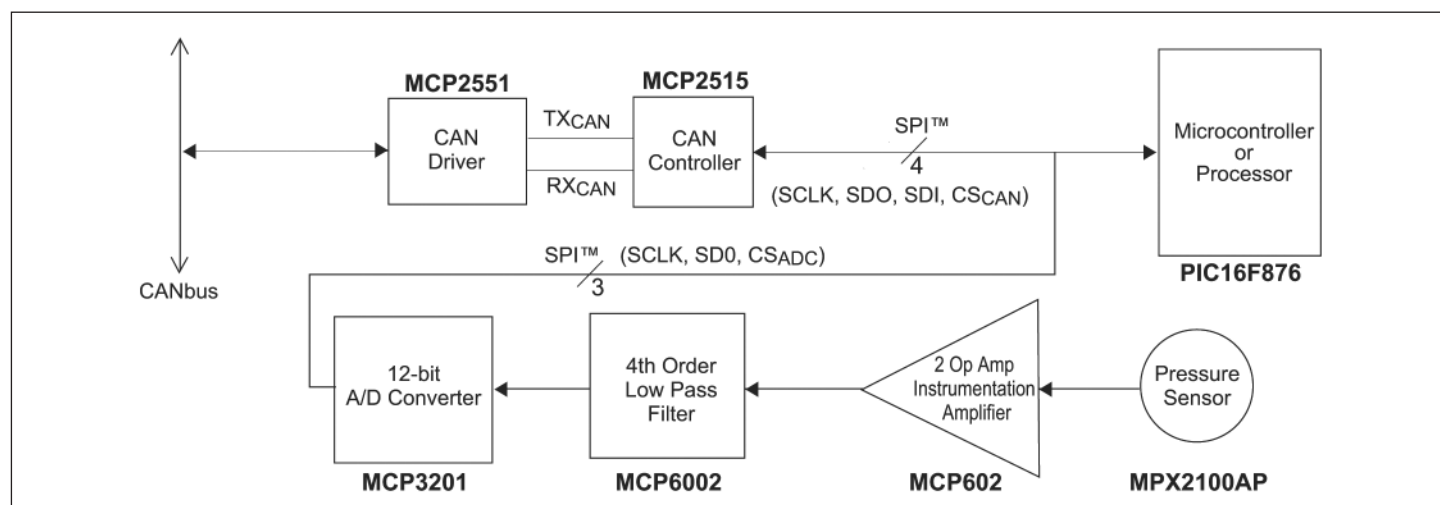 MCP2551
MCP2515
CAN
Driver
TXCAN
RXCAN
CAN
Controller
SPI™
4
(SCLK, SDO, SDI, CSCAN)
Microcontroller
or
Processor
PIC16F876
CANbus
SPI™ (SCLK, SD0, CSADC)
3
12-bit
A/D Converter
MCP3201
4th Order
Low Pass
Filter
MCP6002
2 Op Amp
Instrumentation
Amplifier
MCP602
Pressure
Sensor
MPX2100AP